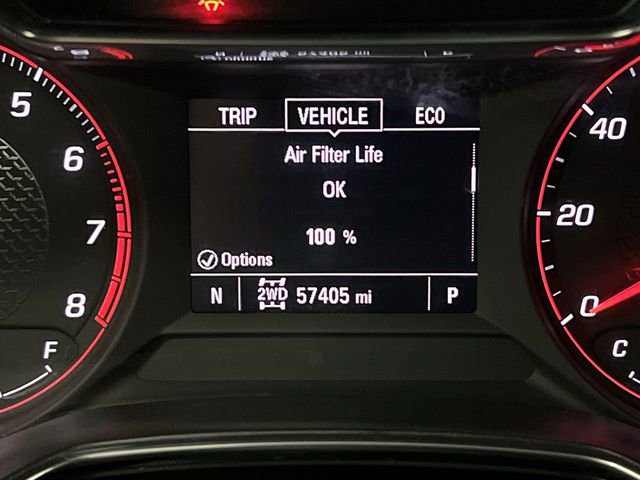 TRIP VEHICLE ECO
Air Filter Life
OK
100 %
Options
N 2WD 57405 mi P
5
6
7
8
F
40
20
0
C